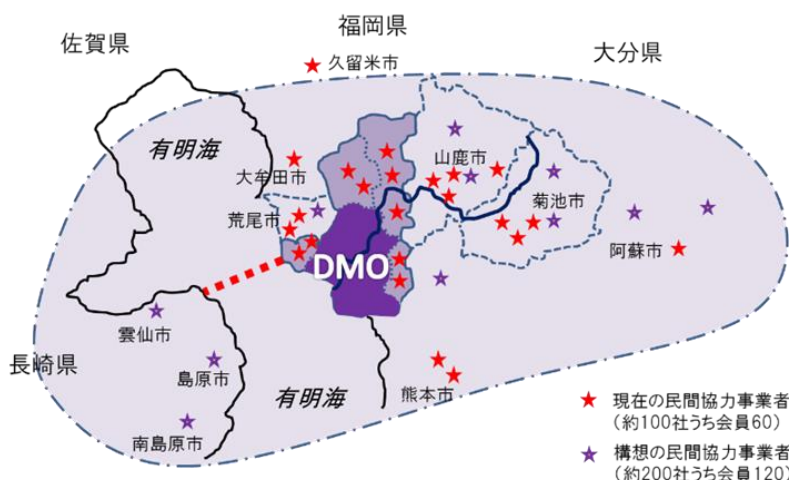 福岡県
佐賀県
大分県
久留米市
有明海
大牟田市
山鹿市
荒尾市
菊池市
阿蘇市
DMO
雲仙市
長崎県
島原市
有明海
熊本市
南島原市
現在の民間協力事業者
(約100社うち会員60)
構想の民間協力事業者
(約200社うち会員120)